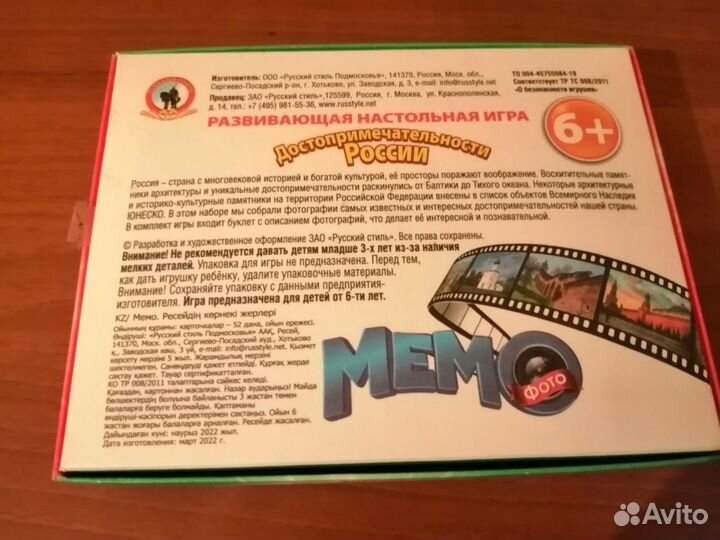 Изготовитель: ООО «Русский стиль Подмосковья», 141370, Россия, Моск. обл.,
Сергиево-Посадский р-он, г. Хотьково, ул. Заводская, д. 3, e-mail: info@russtyle.net
Продавец: ЗАО «Русский стиль»,125599, Россия, г. Москва, ул. Краснополянская,
д. 14, тел.: +7 (495) 981-55-36, www.russtyle.net
ТО 004-45755084-19
Соответствует ТР ТС 008/2011
«О безопасности игрушек»
РАЗВИВАЮЩАЯ НАСТОЛЬНАЯ ИГРА
6+
Достопримечательности
РОССИИ
Россия – страна с многовековой историей и богатой культурой, её просторы поражают воображение. Восхитительные памят-
ники архитектуры и уникальные достопримечательности раскинулись от Балтики до Тихого океана. Некоторые архитектурные
и историко-культурные памятники на территории Российской Федерации внесены в список объектов Всемирного Наследия
ЮНЕСКО. В этом наборе мы собрали фотографии самых известных и интересных достопримечательностей нашей страны.
В комплект игры входит буклет с описанием фотографий, что делает её интересной и познавательной.
© Разработка и художественное оформление ЗАО «Русский стиль». Все права сохранены.
Внимание! Не рекомендуется давать детям младше 3-х лет из-за наличия
мелких деталей. Упаковка для игры не предназначена. Перед тем,
как дать игрушку ребёнку, удалите упаковочные материалы.
Внимание! Сохраняйте упаковку с данными предприятия-
изготовителя. Игра предназначена для детей от 6-ти лет.
KZ/ Мемо. Ресейдің көрнекі жерлері
Ойынның құрамы: карточкалар – 52 дана, ойын ережесі.
Өндіруші: «Русский стиль Подмосковья» ААҚ, Ресей,
141370, Моск. обл., Сергиево-Посадский ауд., Хотьково
қ., Заводская көш, 3 үй, e-mail: info@russtyle.net. Қызмет
көрсету мерзімі 5 жыл. Жарамдылық мерзімі
шектелмеген. Санөңдеуді қажет етпейді. Құрғақ жерде
сақтау қажет. Тауар сертификатталған.
КО ТР 008/2011 талаптарына сәйкес келеді.
Қағаздан, картоннан жасалған. Назар аударыңыз! Майда
бөлшектердің болуына байланысты 3 жастан төмен
балаларға беруге болмайды. Қаптаманы
өндіруші-кәсіпорын деректерімен сақтаңыз. Ойын 6
жастан жоғары балаларға арналған. Ресейде жасалған.
Дайындаған күні: наурыз 2022 жыл.
Дата изготовления: март 2022 г.
МЕМО
ФОТО
Avito